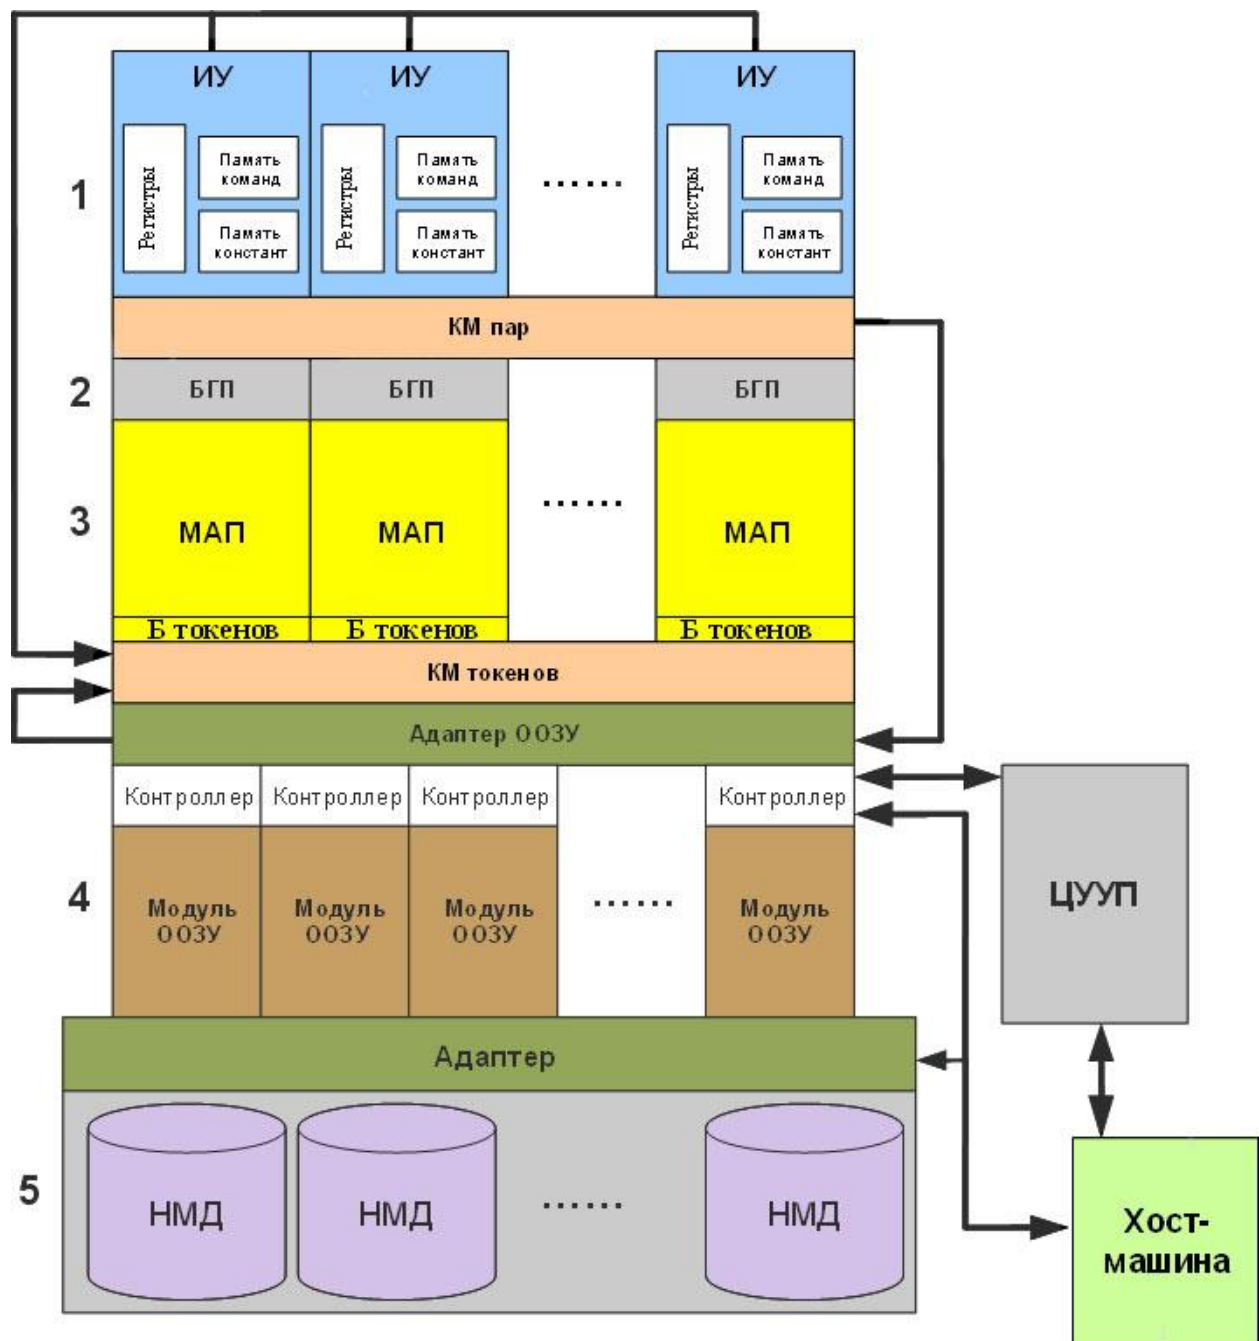 ИУ
ИУ
ИУ
1
Регистры
Память
команд
Память
констант
Регистры
Память
команд
Память
констант
......
Регистры
Память
команд
Память
констант
КМ пар
2
БГП
БГП
БГП
3
МАП
МАП
......
МАП
Б токенов
Б токенов
Б токенов
КМ токенов
Адаптер ООЗУ
Контроллер
Контроллер
Контроллер
Контроллер
4
Модуль
ООЗУ
Модуль
ООЗУ
Модуль
ООЗУ
......
Модуль
ООЗУ
ЦУУП
Адаптер
5
НМД
НМД
......
НМД
Хост-
машина